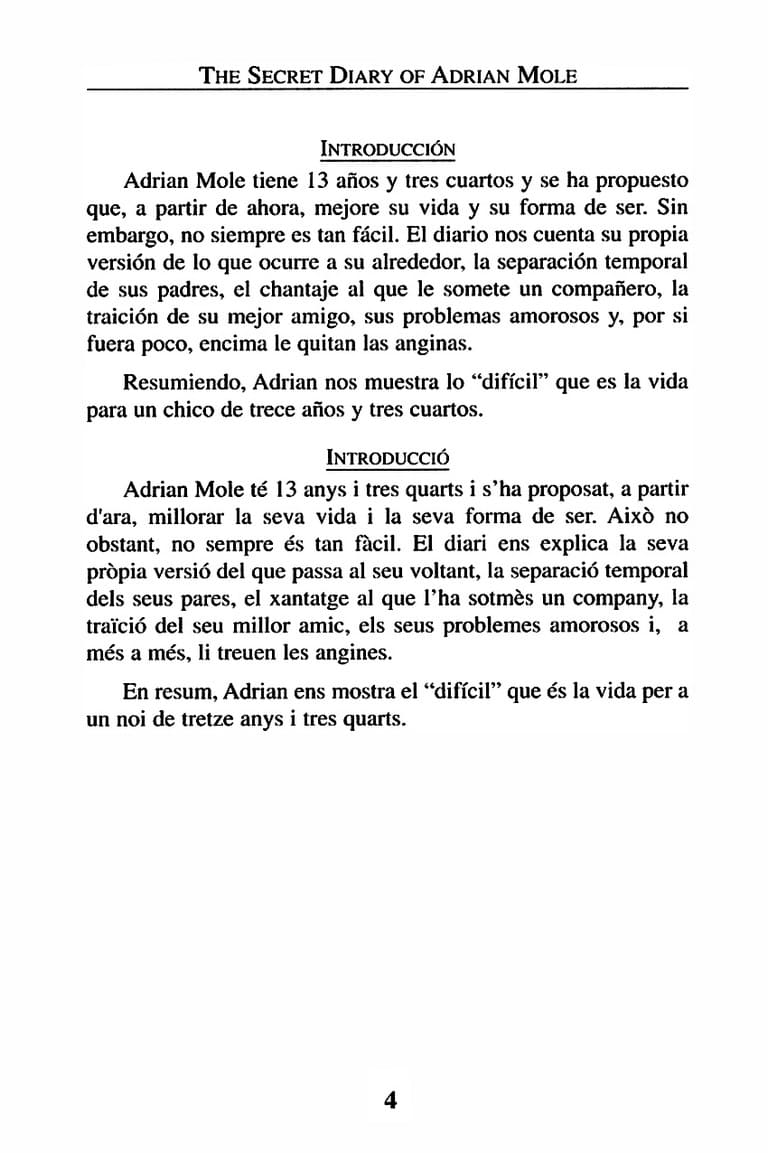 THE SECRET DIARY OF ADRIAN MOLE
INTRODUCCIÓN
Adrian Mole tiene 13 años y tres cuartos y se ha propuesto
que, a partir de ahora, mejore su vida y su forma de ser. Sin
embargo, no siempre es tan fácil. El diario nos cuenta su propia
versión de lo que ocurre a su alrededor, la separación temporal
de sus padres, el chantaje al que le somete un compañero, la
traición de su mejor amigo, sus problemas amorosos y, por si
fuera poco, encima le quitan las anginas.
Resumiendo, Adrian nos muestra lo “difícil” que es la vida
para un chico de trece años y tres cuartos.
INTRODUCCIÓ
Adrian Mole té 13 anys i tres quarts i s’ha proposat, a partir
d'ara, millorar la seva vida i la seva forma de ser. Això no
obstant, no sempre és tan fàcil. El diari ens explica la seva
pròpia versió del que passa al seu voltant, la separació temporal
dels seus pares, el xantatge al que l’ha sotmès un company, la
traïció del seu millor amic, els seus problemes amorosos i, a
més a més, li treuen les angines.
En resum, Adrian ens mostra el “difícil” que és la vida per a
un noi de tretze anys i tres quarts.
4